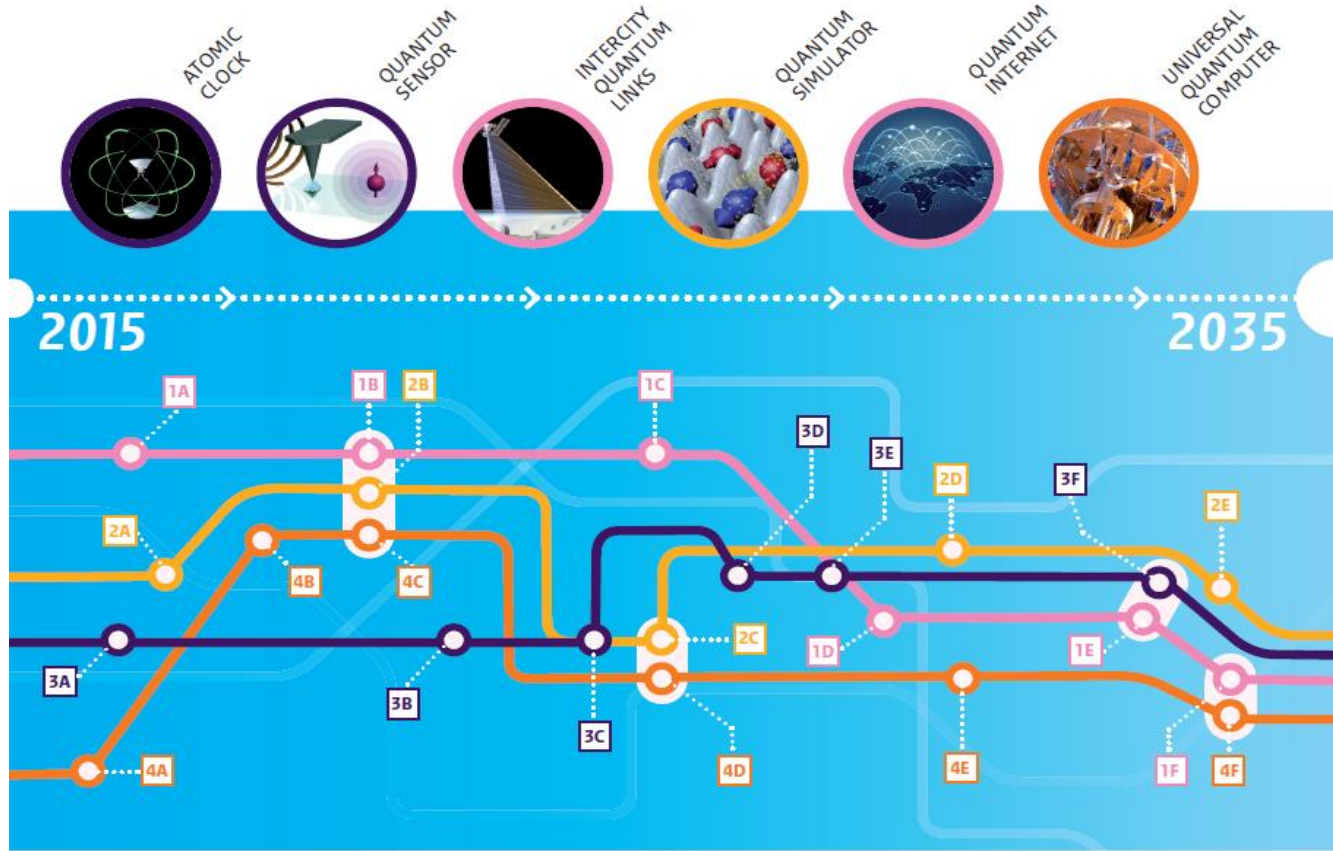 ATOMIC
CLOCK
QUANTUM
SENSOR
INTERCITY
QUANTUM
LINKS
QUANTUM
SIMULATOR
QUANTUM
INTERNET
UNIVERSAL
QUANTUM
COMPUTER
2015
2035
1A
1B
2B
1C
3D
3E
2D
3F
2E
2A
4B
4C
3A
3B
3C
2C
1D
1E
4A
4D
4E
1F
4F